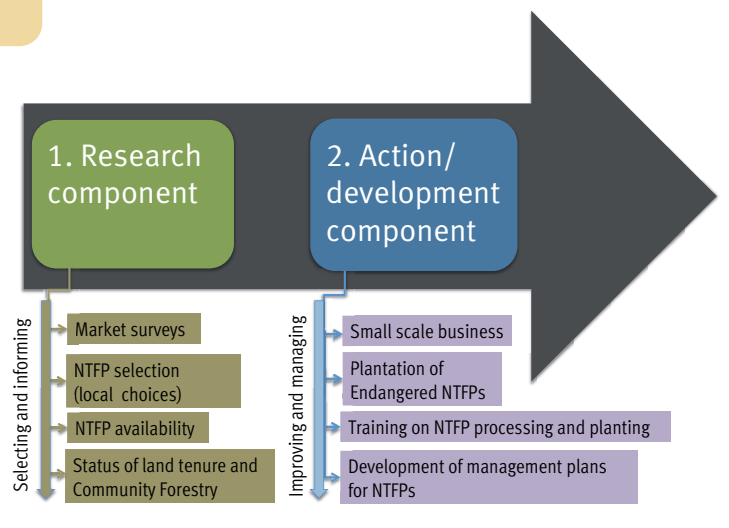 1. Research
component
2. Action/
development
component
Selecting and informing
Market surveys
NTFP selection
(local choices)
NTFP availability
Status of land tenure and
Community Forestry
Improving and managing
Small scale business
Plantation of
Endangered NTFPs
Training on NTFP processing and planting
Development of management plans
for NTFPs